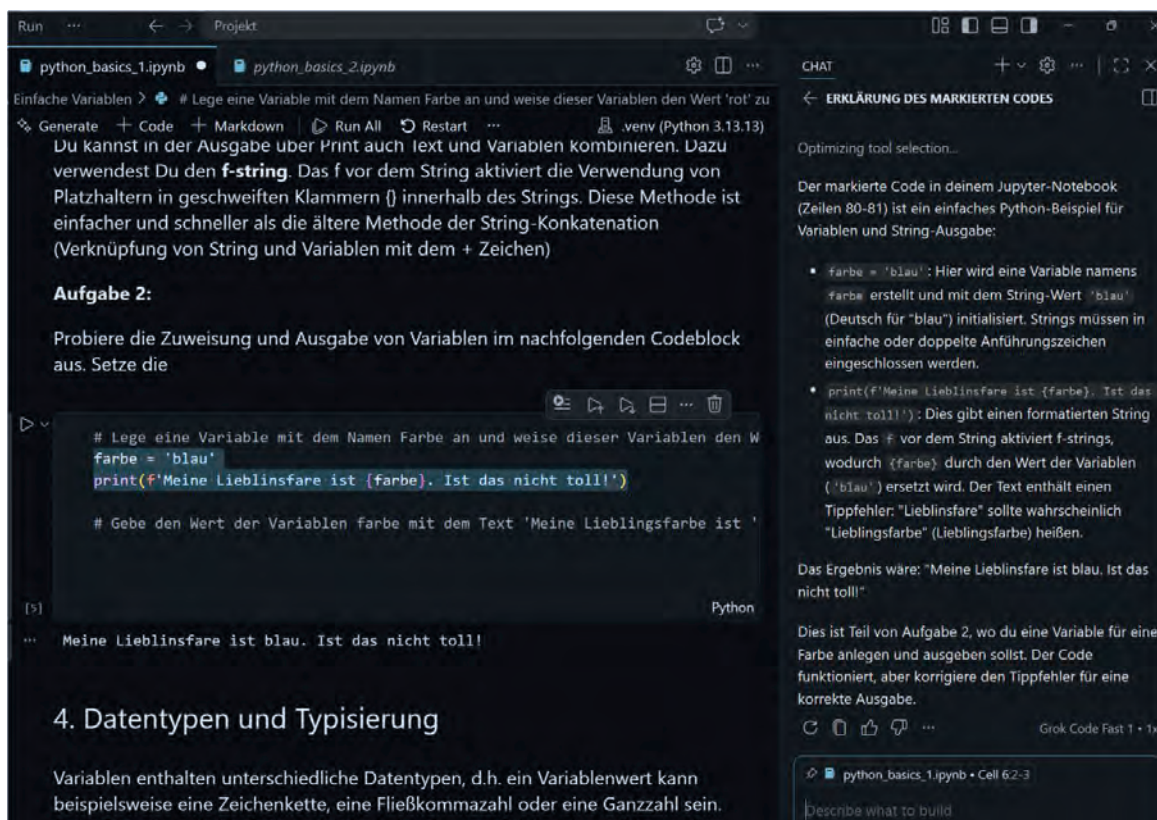 Run ··· ← → Projekt
python_basics_1.ipynb ● python_basics_2.ipynb ···
Einfache Variablen > # Lege eine Variable mit dem Namen Farbe an und weise dieser Variablen den Wert 'rot' zu
Generate + Code + Markdown Run All Restart ··· .venv (Python 3.13.13)
Du kannst in der Ausgabe über Print auch Text und Variablen kombinieren. Dazu
verwendest Du den f-string. Das f vor dem String aktiviert die Verwendung von
Platzhaltern in geschweiften Klammern {} innerhalb des Strings. Diese Methode ist
einfacher und schneller als die ältere Methode der String-Konkatenation
(Verknüpfung von String und Variablen mit dem + Zeichen)
Aufgabe 2:
Probiere die Zuweisung und Ausgabe von Variablen im nachfolgenden Codeblock
aus. Setze die
# Lege eine Variable mit dem Namen Farbe an und weise dieser Variablen den W
farbe = 'blau'
print(f'Meine Lieblinsfare ist {farbe}. Ist das nicht toll!')
# Gebe den Wert der Variablen farbe mit dem Text 'Meine Lieblingsfarbe ist '
[5] Python
··· Meine Lieblinsfare ist blau. Ist das nicht toll!
4. Datentypen und Typisierung
Variablen enthalten unterschiedliche Datentypen, d.h. ein Variablenwert kann
beispielsweise eine Zeichenkette, eine Fließkommazahl oder eine Ganzzahl sein.
CHAT
← ERKLÄRUNG DES MARKIERTEN CODES
Optimizing tool selection...
Der markierte Code in deinem Jupyter-Notebook
(Zeilen 80-81) ist ein einfaches Python-Beispiel für
Variablen und String-Ausgabe:
• farbe = 'blau': Hier wird eine Variable namens
farbe erstellt und mit dem String-Wert 'blau'
(Deutsch für "blau") initialisiert. Strings müssen in
einfache oder doppelte Anführungszeichen
eingeschlossen werden.
• print(f'Meine Lieblinsfare ist {farbe}. Ist das
nicht toll!'): Dies gibt einen formatierten String
aus. Das f vor dem String aktiviert f-strings,
wodurch {farbe} durch den Wert der Variablen
('blau') ersetzt wird. Der Text enthält einen
Tippfehler: "Lieblinsfare" sollte wahrscheinlich
"Lieblingsfarbe" (Lieblingsfarbe) heißen.
Das Ergebnis wäre: "Meine Lieblinsfare ist blau. Ist das
nicht toll!"
Dies ist Teil von Aufgabe 2, wo du eine Variable für eine
Farbe anlegen und ausgeben sollst. Der Code
funktioniert, aber korrigiere den Tippfehler für eine
korrekte Ausgabe.
Grok Code Fast 1 • 1x
python_basics_1.ipynb • Cell 6:2-3
Describe what to build